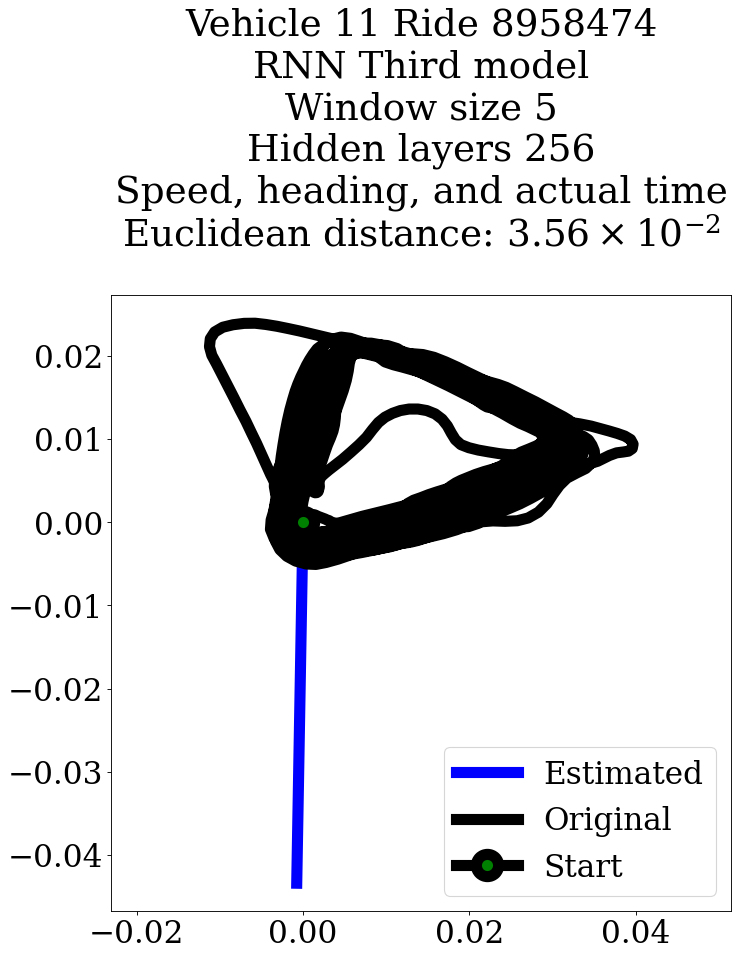 Vehicle 11 Ride 8958474
RNN Third model
Window size 5
Hidden layers 256
Speed, heading, and actual time
Euclidean distance: 3.56 × 10⁻²
0.02
0.01
0.00
−0.01
−0.02
−0.03
−0.04
Estimated
Original
Start
−0.02 0.00 0.02 0.04